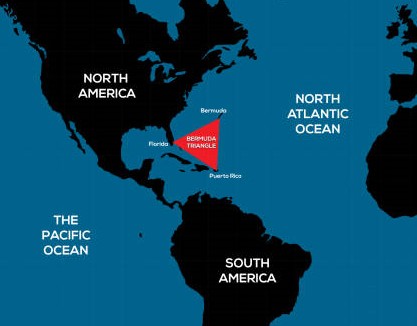 NORTH
AMERICA
NORTH
ATLANTIC
OCEAN
Bermuda
BERMUDA
TRIANGLE
Florida
Puerto Rico
THE
PACIFIC
OCEAN
SOUTH
AMERICA